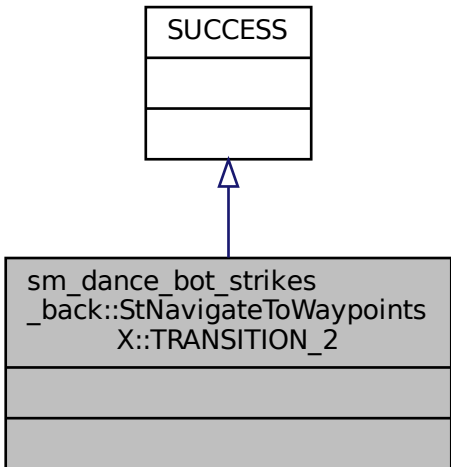 SUCCESS
sm_dance_bot_strikes
_back::StNavigateToWaypoints
X::TRANSITION_2